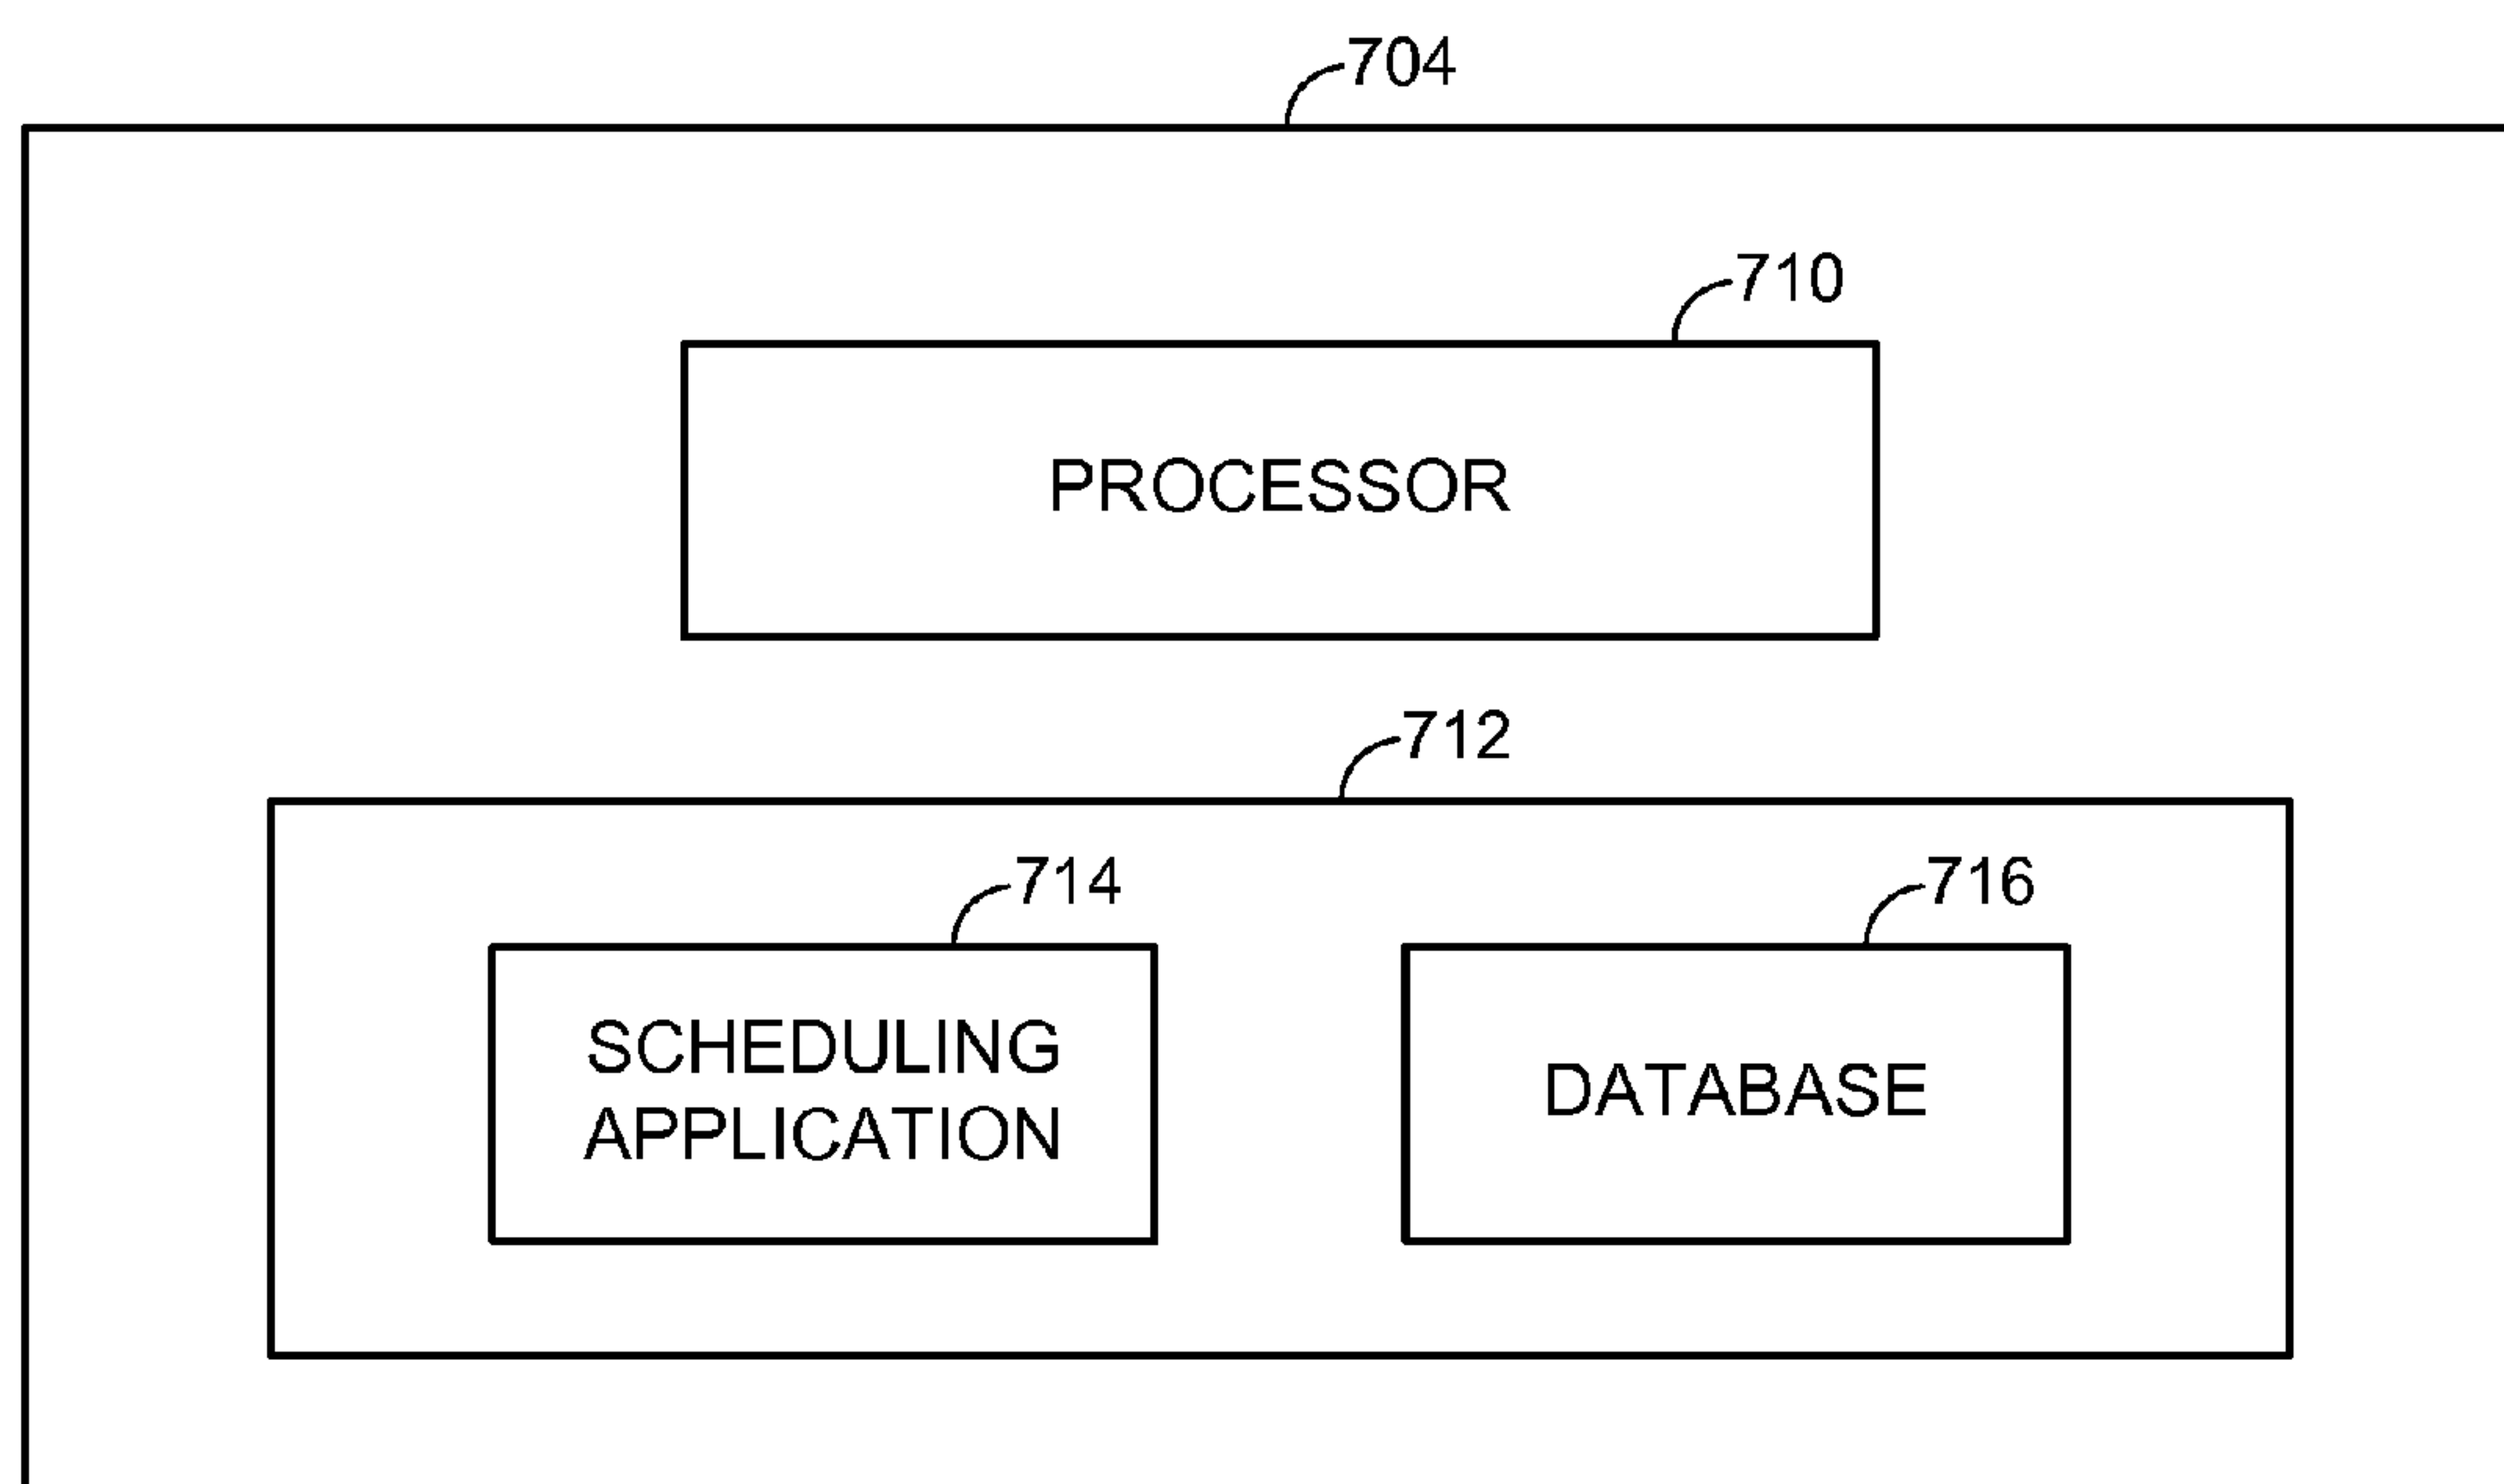 704
710
PROCESSOR
712
714
716
SCHEDULING
APPLICATION
DATABASE